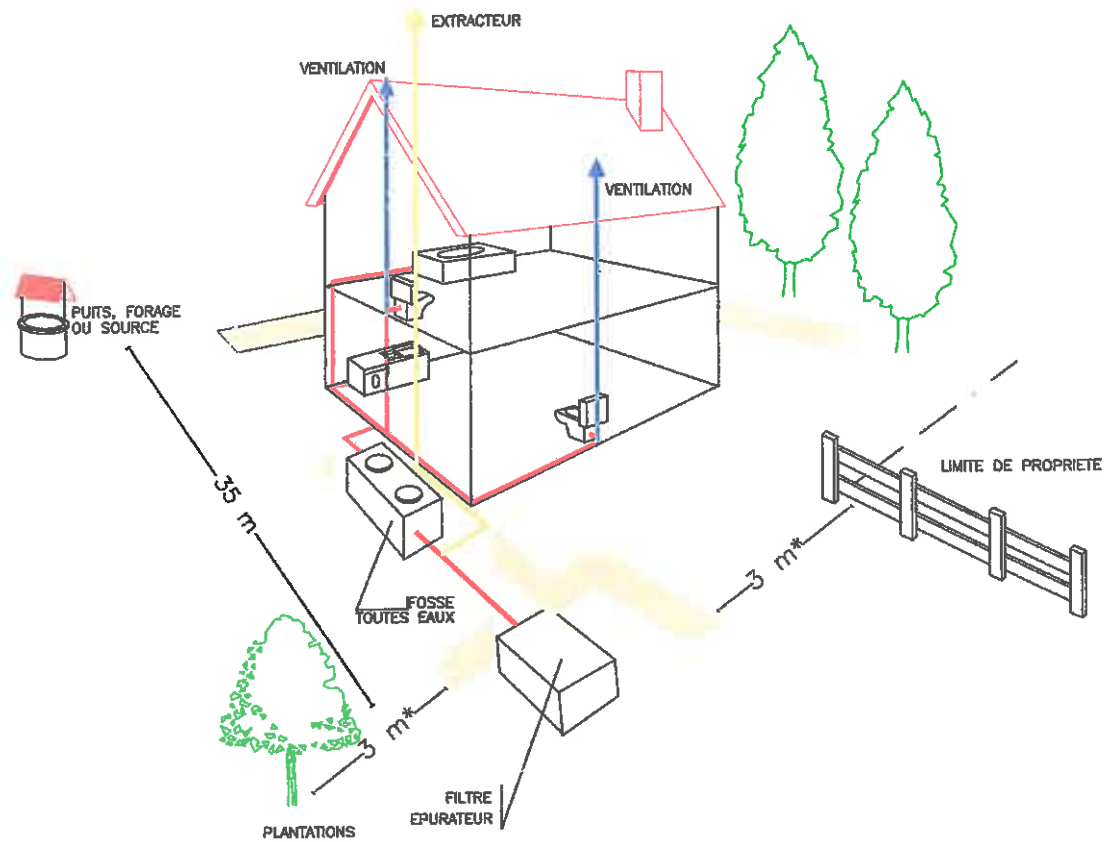 EXTRACTEUR
VENTILATION
VENTILATION
PUITS, FORAGE
OU SOURCE
LIMITE DE PROPRIETE
35 m
3 m*
FOSSE
TOUTES EAUX
3 m*
FILTRE
EPURATEUR
PLANTATIONS